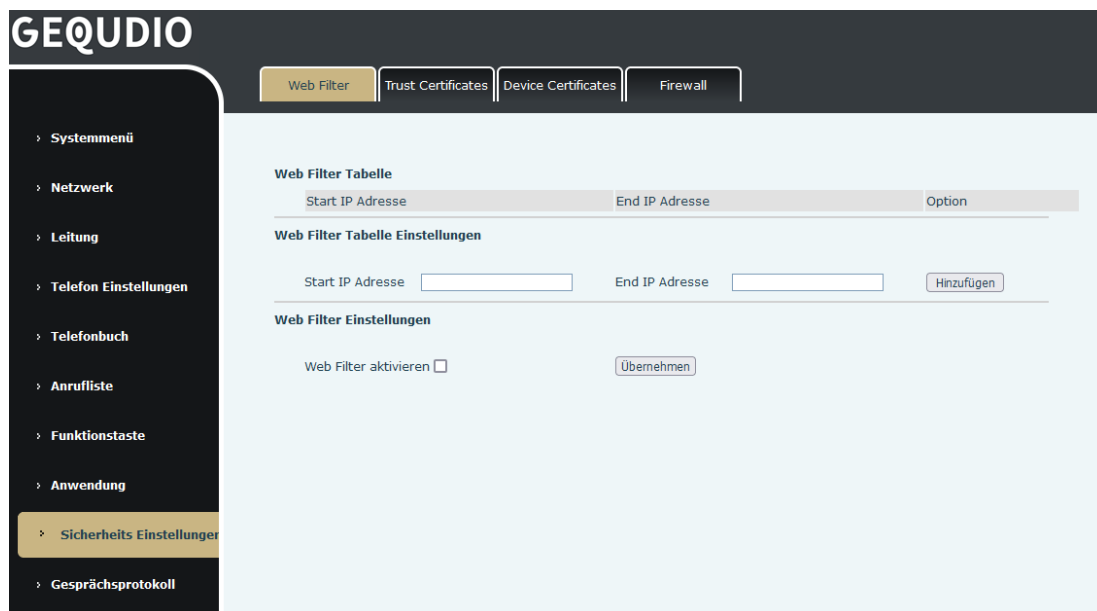 GEQUDIO
Web Filter
Trust Certificates
Device Certificates
Firewall
Systemmenü
Netzwerk
Leitung
Telefon Einstellungen
Telefonbuch
Anrufliste
Funktionstaste
Anwendung
Sicherheits Einstellungen
Gesprächsprotokoll
Web Filter Tabelle
Start IP Adresse End IP Adresse Option
Web Filter Tabelle Einstellungen
Start IP Adresse End IP Adresse Hinzufügen
Web Filter Einstellungen
Web Filter aktivieren Übernehmen